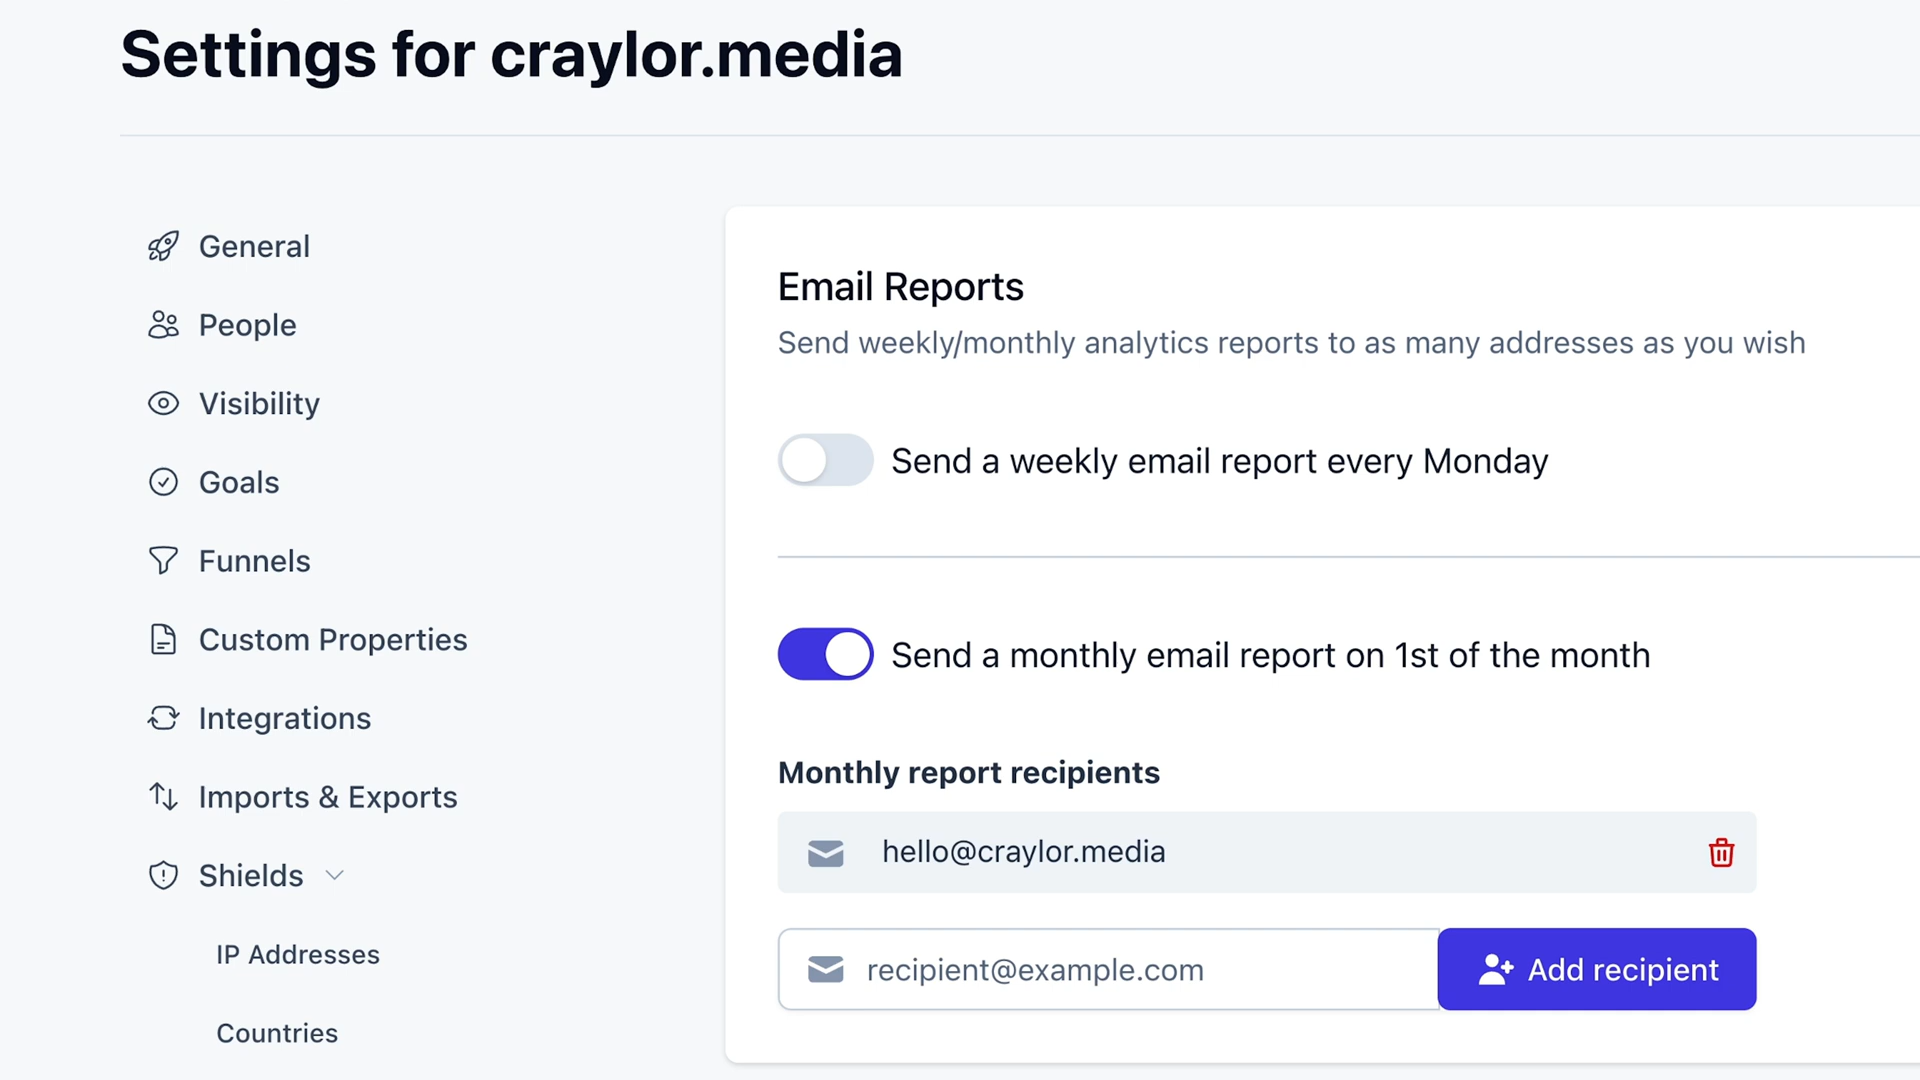 Settings for craylor.media
General
People
Visibility
Goals
Funnels
Custom Properties
Integrations
Imports & Exports
Shields
IP Addresses
Countries
Email Reports
Send weekly/monthly analytics reports to as many addresses as you wish
Send a weekly email report every Monday
Send a monthly email report on 1st of the month
Monthly report recipients
hello@craylor.media
recipient@example.com
Add recipient